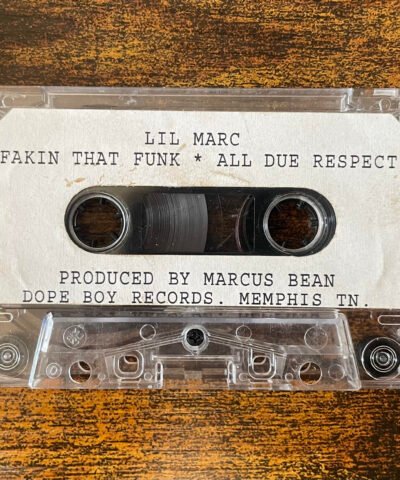 LIL MARC
FAKIN THAT FUNK * ALL DUE RESPECT
PRODUCED BY MARCUS BEAN
DOPE BOY RECORDS. MEMPHIS TN.